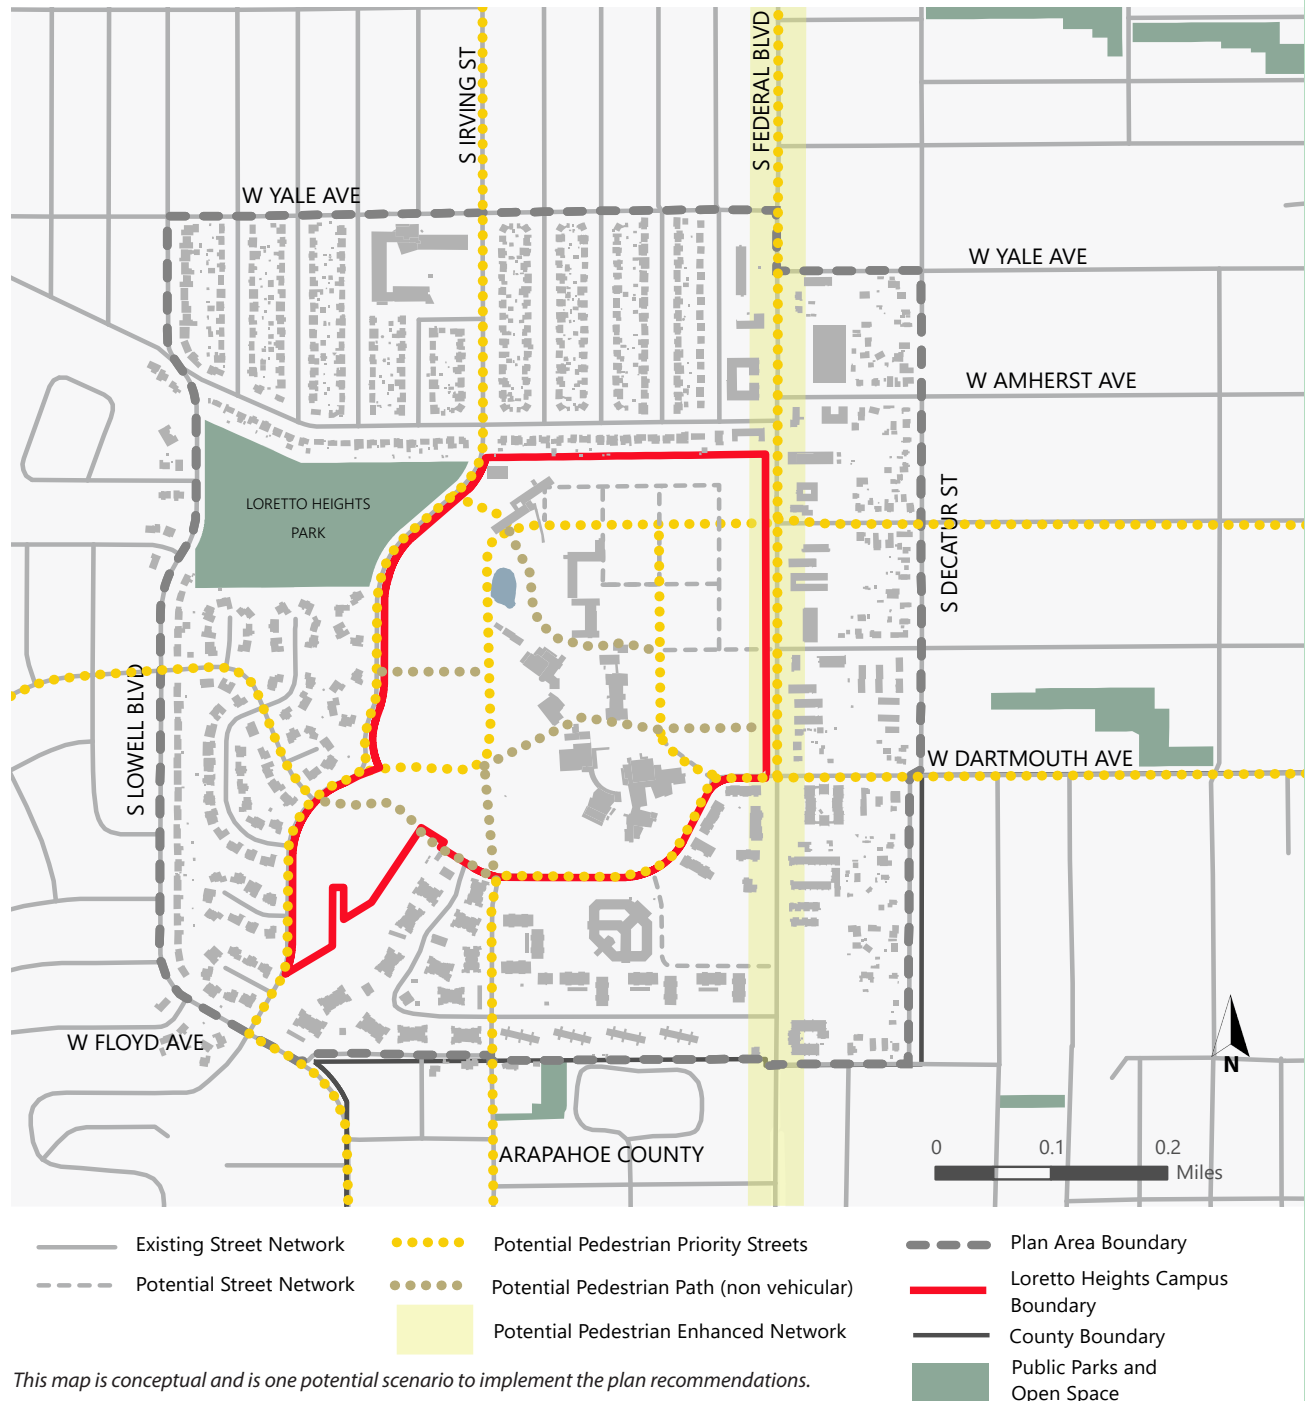 S IRVING ST
S FEDERAL BLVD
W YALE AVE
W YALE AVE
W AMHERST AVE
LORETTO HEIGHTS
PARK
S DECATUR ST
S LOWELL BLVD
W DARTMOUTH AVE
W FLOYD AVE
N
ARAPAHOE COUNTY
0 0.1 0.2
Miles
Existing Street Network
Potential Street Network
Potential Pedestrian Priority Streets
Potential Pedestrian Path (non vehicular)
Potential Pedestrian Enhanced Network
Plan Area Boundary
Loretto Heights Campus
Boundary
County Boundary
Public Parks and
Open Space
This map is conceptual and is one potential scenario to implement the plan recommendations.